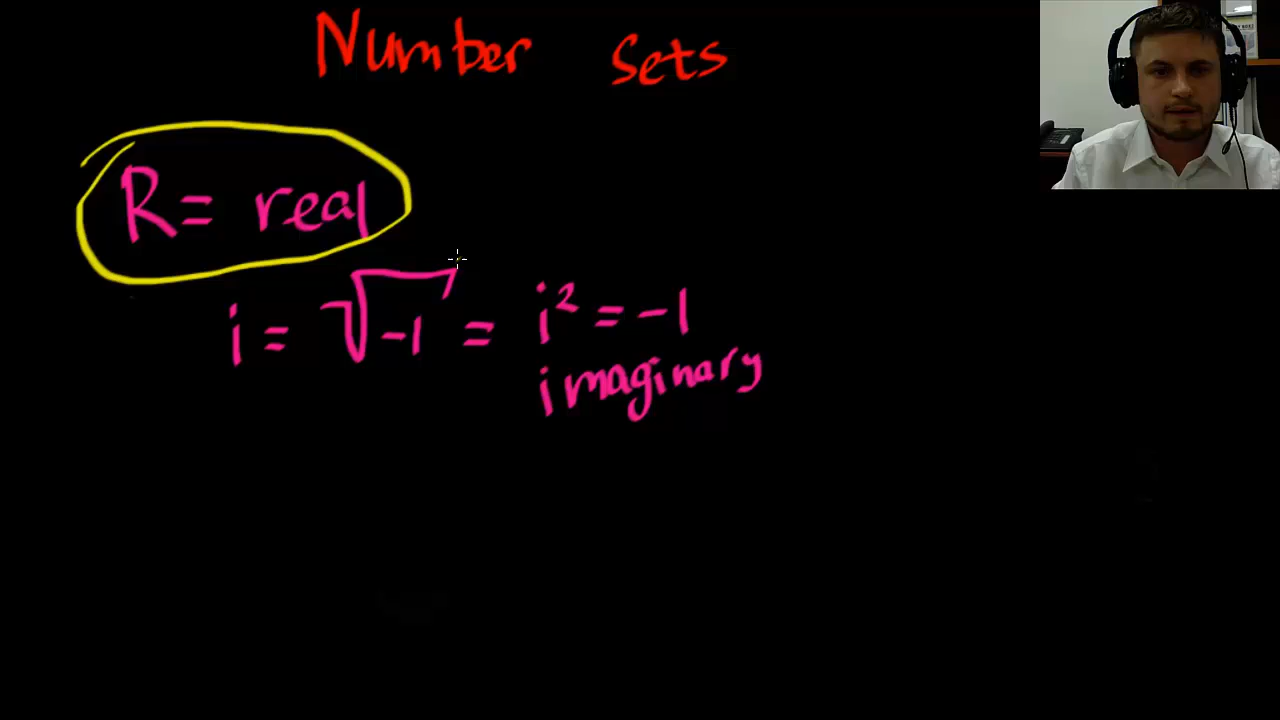 Number sets
R= real
i = √-1 = i² = -1
imaginary